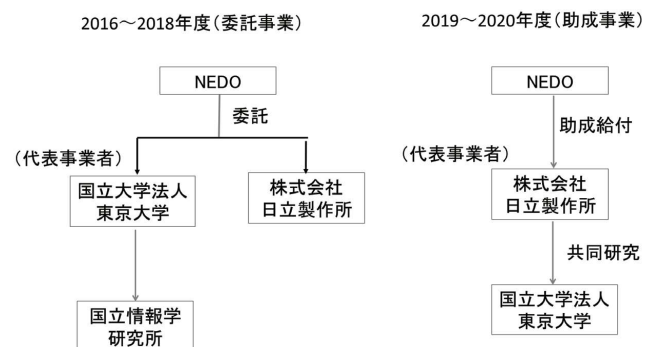 2016～2018年度（委託事業）
NEDO
委託
（代表事業者）
国立大学法人
東京大学
株式会社
日立製作所
国立情報学
研究所
2019～2020年度（助成事業）
NEDO
助成給付
（代表事業者）
株式会社
日立製作所
共同研究
国立大学法人
東京大学